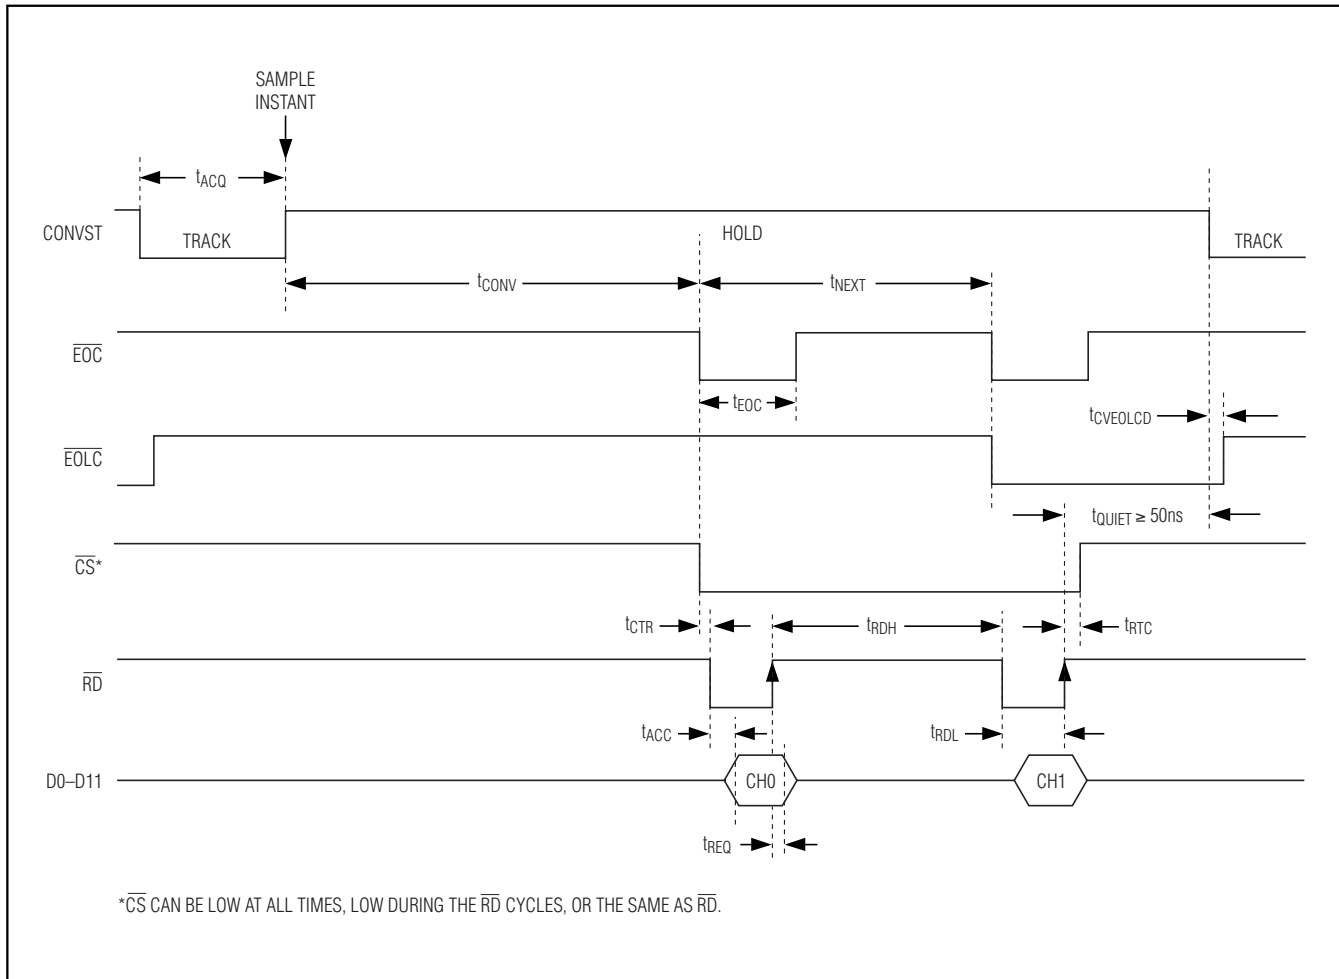 SAMPLE
INSTANT
tACQ
CONVST
TRACK
HOLD
TRACK
tCONV
tNEXT
EOC
tEOC
tCVEOLCD
EOLC
tQUIET ≥ 50ns
CS*
tCTR
tRDH
tRTC
RD
tACC
tRDL
D0–D11
CH0
CH1
tREQ
*CS CAN BE LOW AT ALL TIMES, LOW DURING THE RD CYCLES, OR THE SAME AS RD.